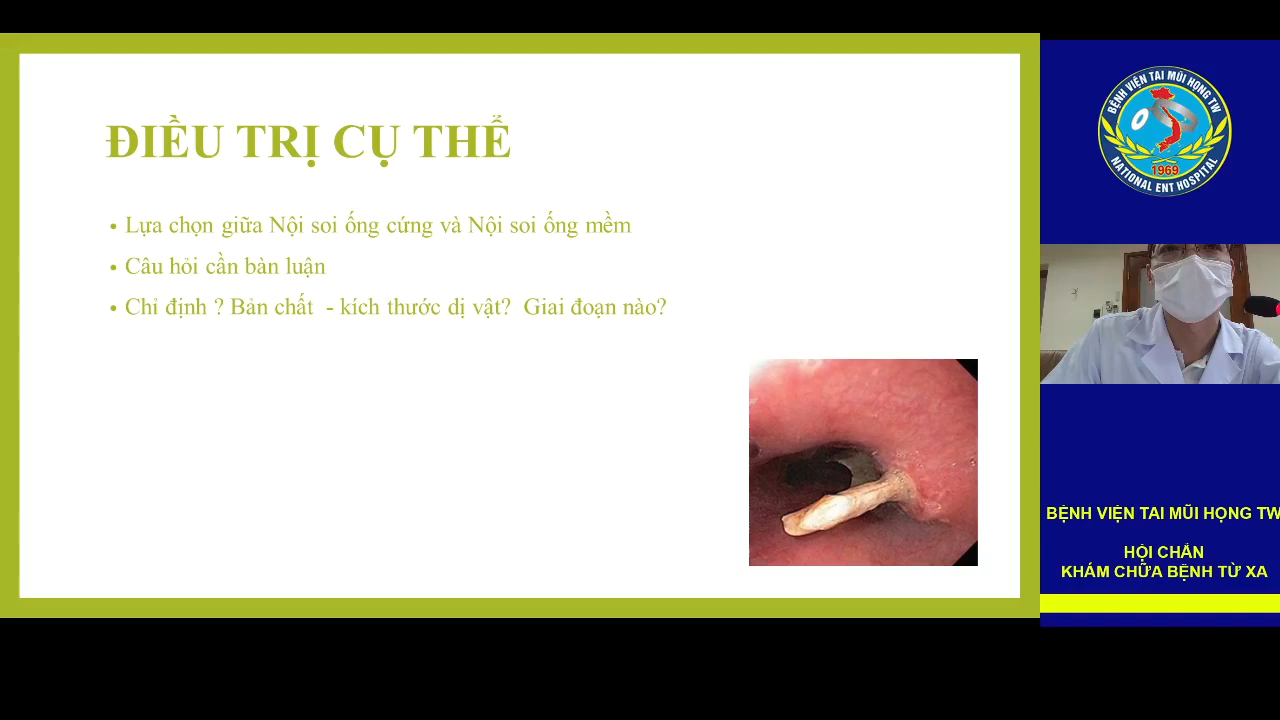 ĐIỀU TRỊ CỤ THỂ
• Lựa chọn giữa Nội soi ống cứng và Nội soi ống mềm
• Câu hỏi cần bàn luận
• Chỉ định ? Bản chất - kích thước dị vật? Giai đoạn nào?
BỆNH VIỆN TAI MŨI HỌNG TW
1969
NATIONAL ENT HOSPITAL
BỆNH VIỆN TAI MŨI HỌNG TW
HỘI CHẨN
KHÁM CHỮA BỆNH TỪ XA